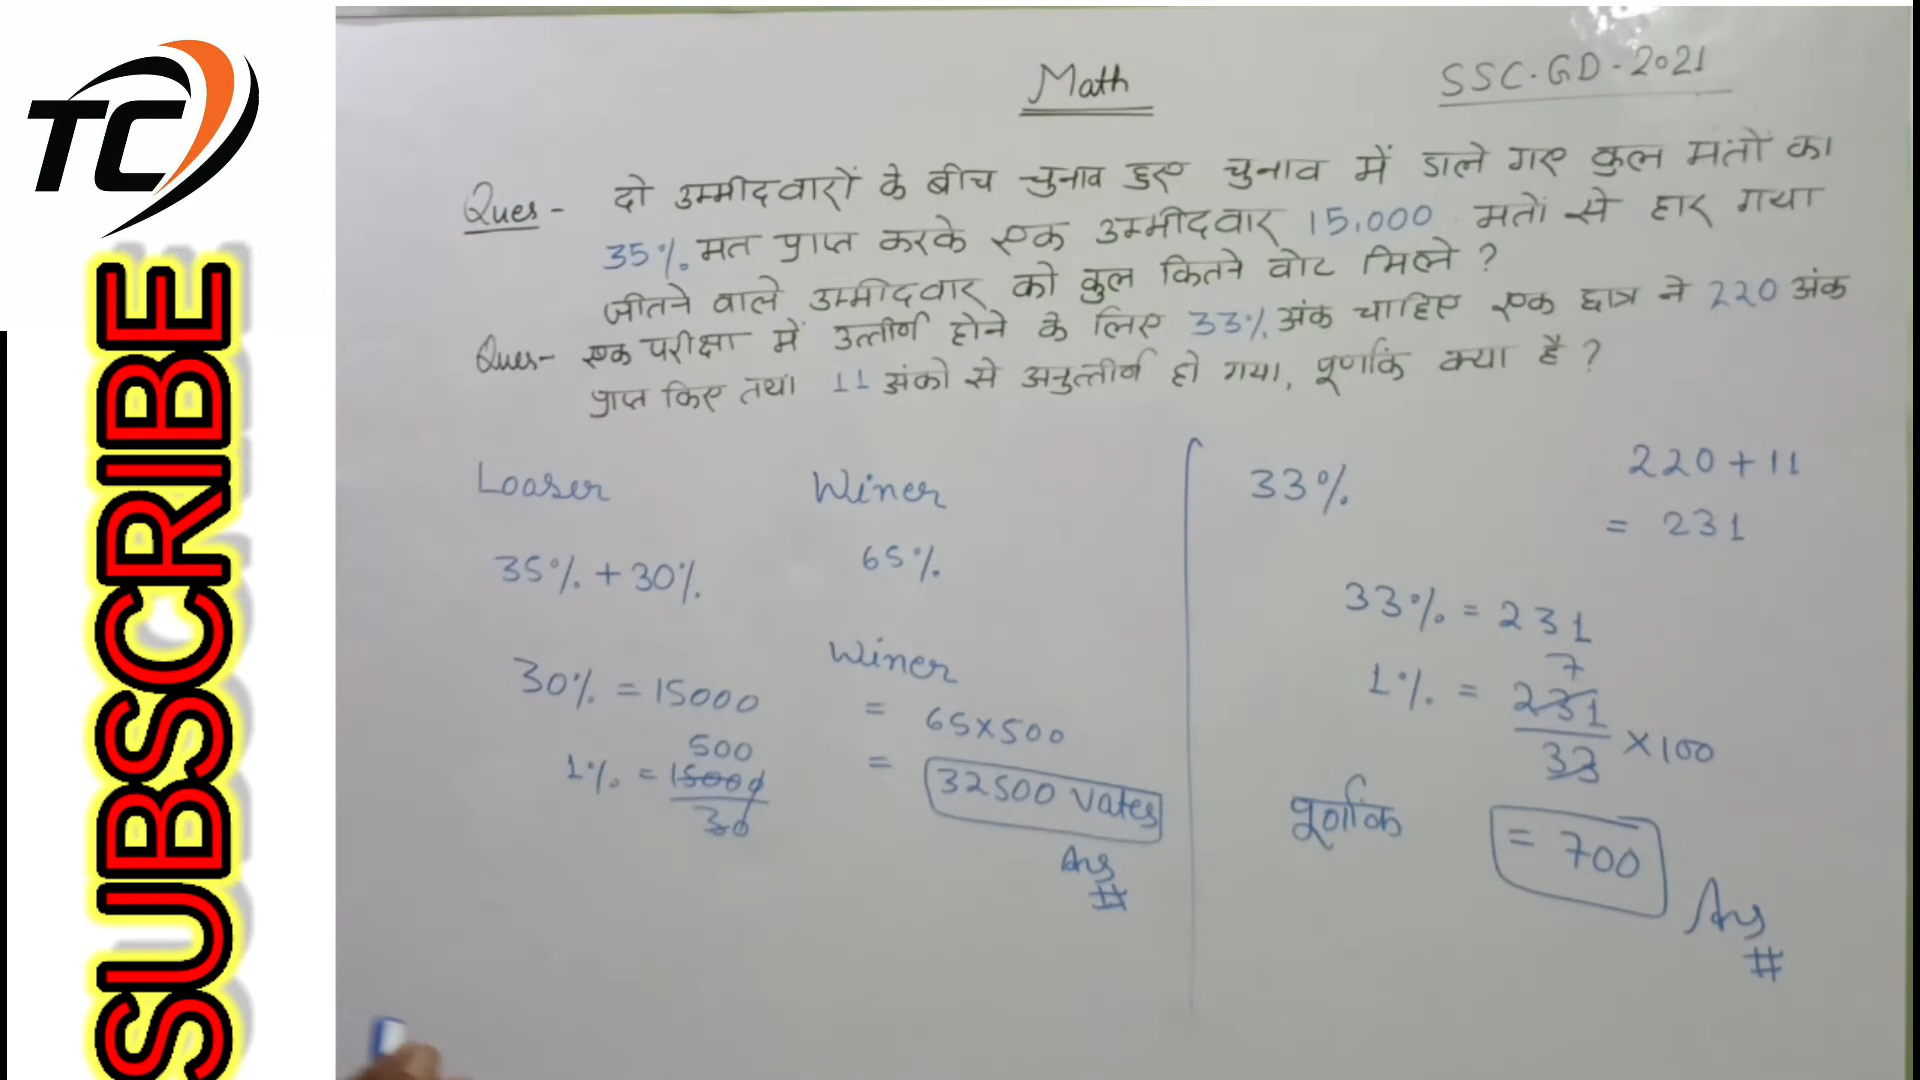 TC
SUBSCRIBE
Math
SSC-GD-2021
Ques - दो उम्मीदवारों के बीच चुनाव हुए चुनाव में डाले गए कुल मतों का
35% मत प्राप्त करके एक उम्मीदवार 15,000 मतों से हार गया
जीतने वाले उम्मीदवार को कुल कितने वोट मिले ?
Ques- एक परीक्षा में उत्तीर्ण होने के लिए 33% अंक चाहिए एक छात्र ने 220 अंक
प्राप्त किए तथा 11 अंको से अनुत्तीर्ण हो गया, पूर्णांक क्या है ?
Loaser Winer
35% + 30% 65%
30% = 15000
500
1% = 15000
30
Winer
= 65×500
= 32500 Vates
Ans
#
33% 220+11
= 231
33% = 231
7
1% = 231
33 ×100
पूर्णांक = 700
Ans
#